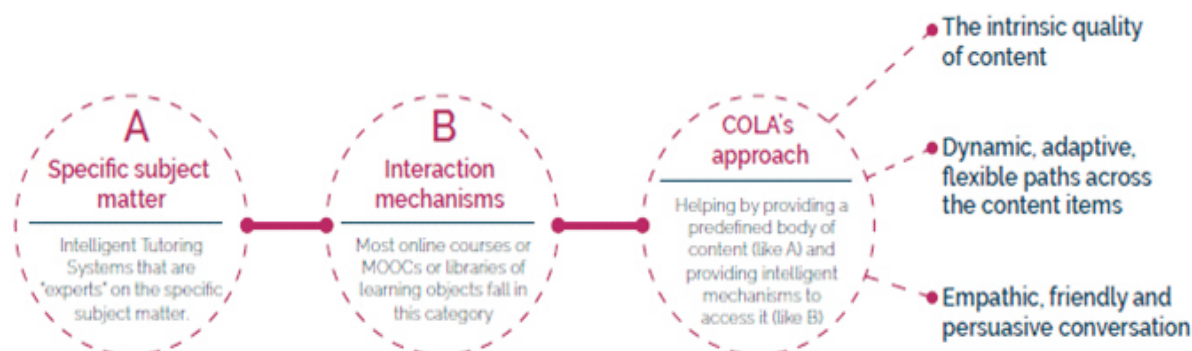 A
Specific subject
matter
Intelligent Tutoring
Systems that are
"experts" on the specific
subject matter.
B
Interaction
mechanisms
Most online courses or
MOOCs or libraries of
learning objects fall in
this category
COLA's
approach
Helping by providing a
predefined body of
content (like A) and
providing intelligent
mechanisms to
access it (like B)
The intrinsic quality
of content
Dynamic, adaptive,
flexible paths across
the content items
Empathic, friendly and
persuasive conversation